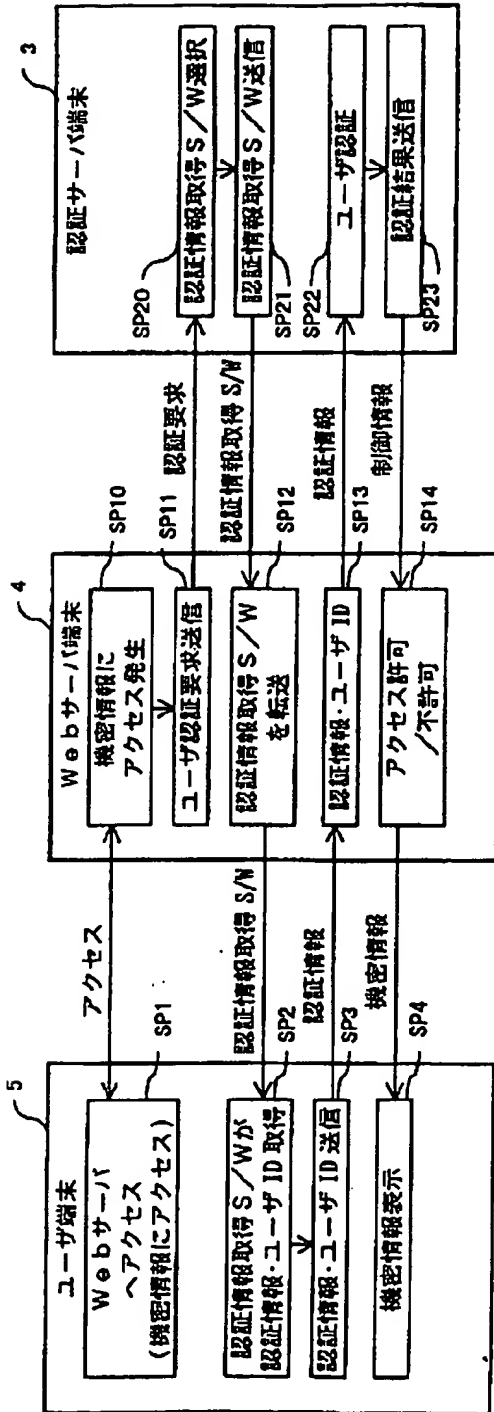 5
ユーザ端末
Webサーバ
へアクセス
(機密情報にアクセス)
SP1
認証情報取得S/Wが
認証情報・ユーザID取得
SP2
認証情報・ユーザID送信
SP3
機密情報表示
SP4
アクセス
認証情報取得S/W
認証情報
機密情報
4
Webサーバ端末
機密情報に
アクセス発生
SP10
ユーザ認証要求送信
SP11
認証情報取得S/W
を転送
SP12
認証情報・ユーザID
SP13
アクセス許可
/不許可
SP14
認証要求
認証情報取得S/W
認証情報
制御情報
3
認証サーバ端末
SP20
認証情報取得S/W選択
認証情報取得S/W送信
SP21
SP22
ユーザ認証
認証結果送信
SP23